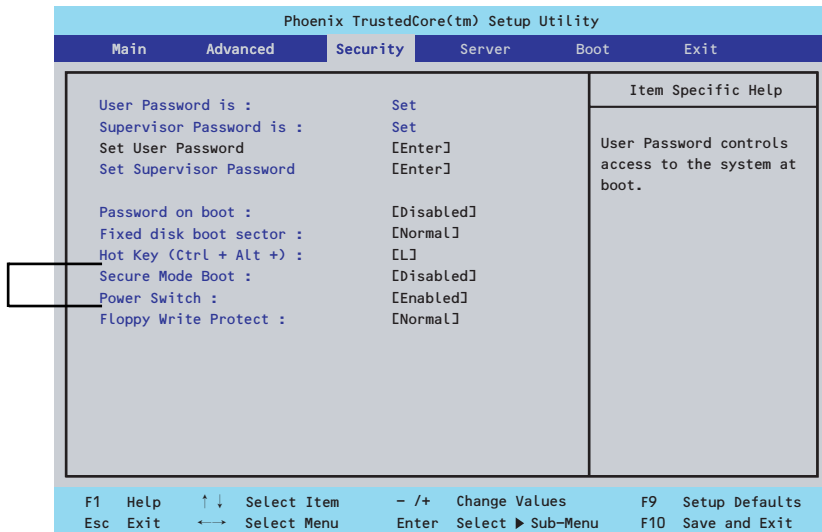 Phoenix TrustedCore(tm) Setup Utility
Main Advanced Security Server Boot Exit
User Password is : Set
Supervisor Password is : Set
Set User Password [Enter]
Set Supervisor Password [Enter]
Password on boot : [Disabled]
Fixed disk boot sector : [Normal]
Hot Key (Ctrl + Alt +) : [L]
Secure Mode Boot : [Disabled]
Power Switch : [Enabled]
Floppy Write Protect : [Normal]
Item Specific Help
User Password controls
access to the system at
boot.
F1 Help ↑↓ Select Item - /+ Change Values F9 Setup Defaults
Esc Exit ←→ Select Menu Enter Select ▶ Sub-Menu F10 Save and Exit